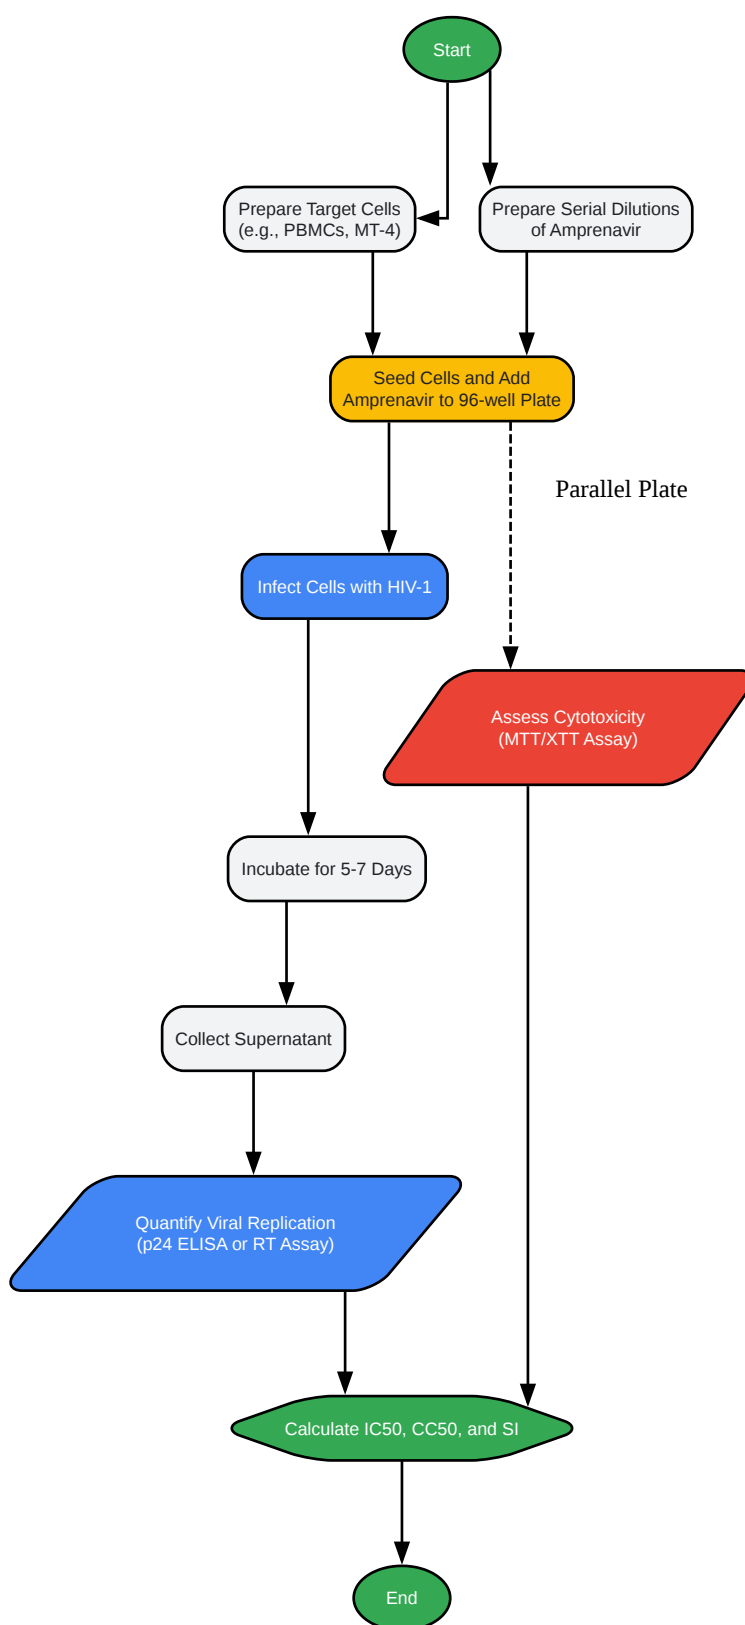 Start
Prepare Target Cells
(e.g., PBMCs, MT-4)
Prepare Serial Dilutions
of Amprenavir
Seed Cells and Add
Amprenavir to 96-well Plate
Parallel Plate
Infect Cells with HIV-1
Assess Cytotoxicity
(MTT/XTT Assay)
Incubate for 5-7 Days
Collect Supernatant
Quantify Viral Replication
(p24 ELISA or RT Assay)
Calculate IC50, CC50, and SI
End